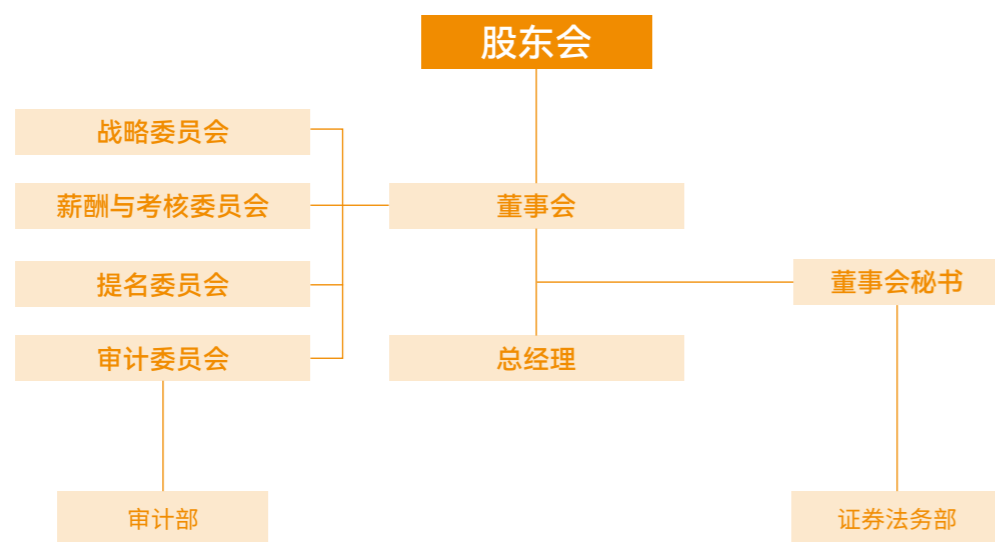 股东会
战略委员会
薪酬与考核委员会
董事会
提名委员会
董事会秘书
审计委员会
总经理
审计部
证券法务部